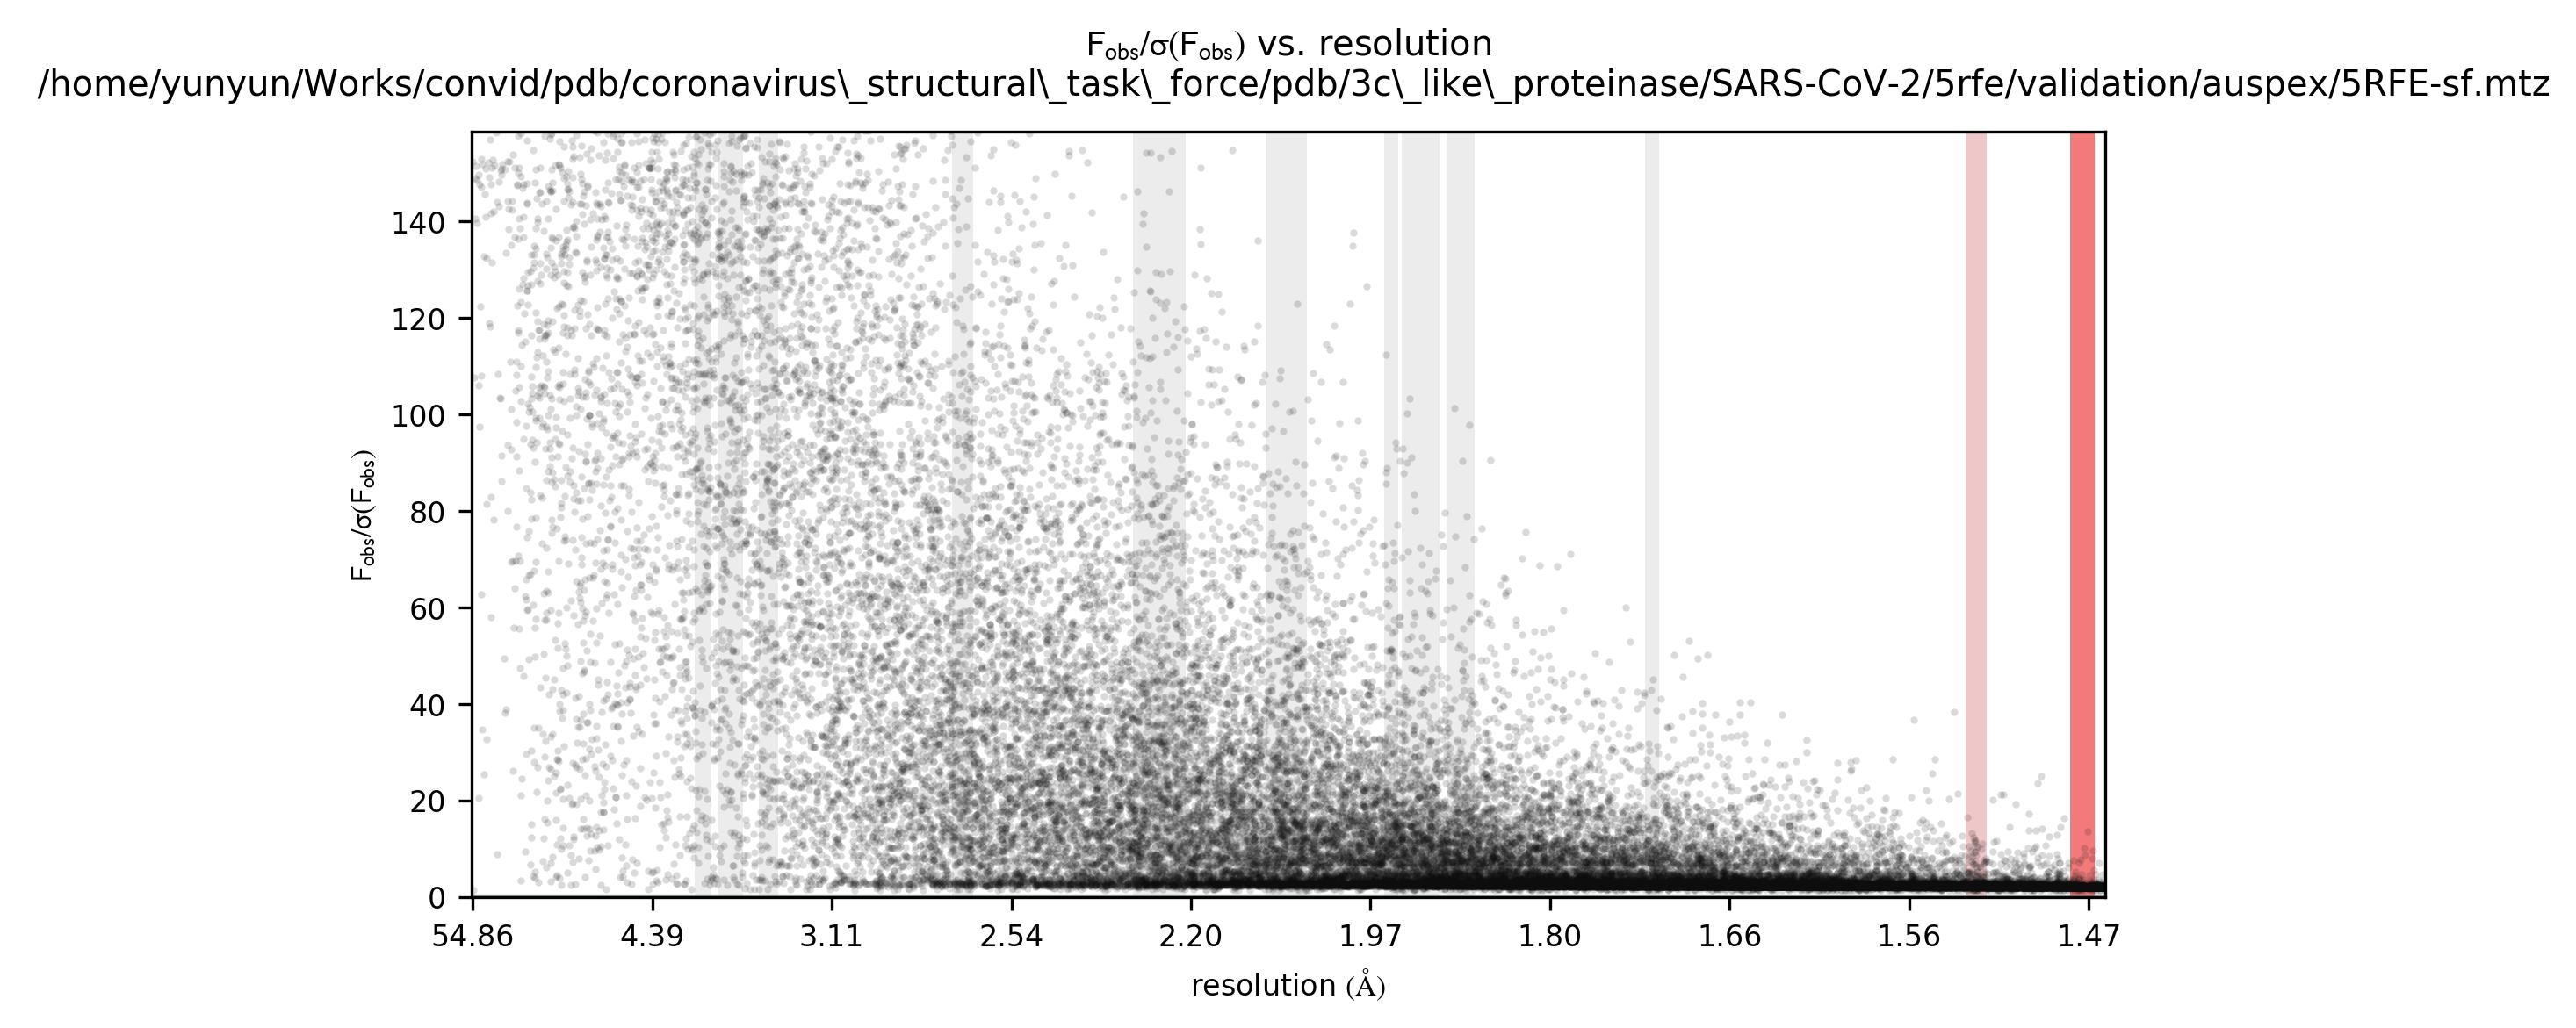 Fobs/σ(Fobs) vs. resolution
/home/yunyun/Works/convid/pdb/coronavirus\_structural\_task\_force/pdb/3c\_like\_proteinase/SARS-CoV-2/5rfe/validation/auspex/5RFE-sf.mtz
Fobs/σ(Fobs)
140
120
100
80
60
40
20
0
54.86 4.39 3.11 2.54 2.20 1.97 1.80 1.66 1.56 1.47
resolution (Å)